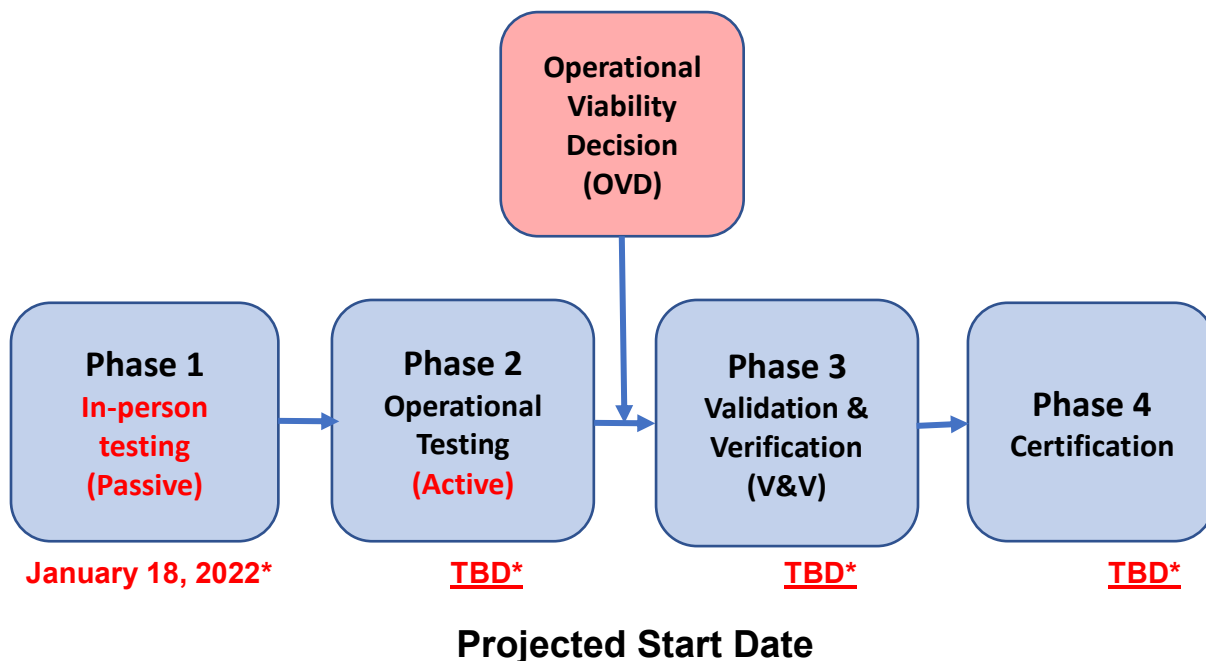 Operational
Viability
Decision
(OVD)
Phase 1
In-person
testing
(Passive)
Phase 2
Operational
Testing
(Active)
Phase 3
Validation &
Verification
(V&V)
Phase 4
Certification
January 18, 2022*
TBD*
TBD*
TBD*
Projected Start Date